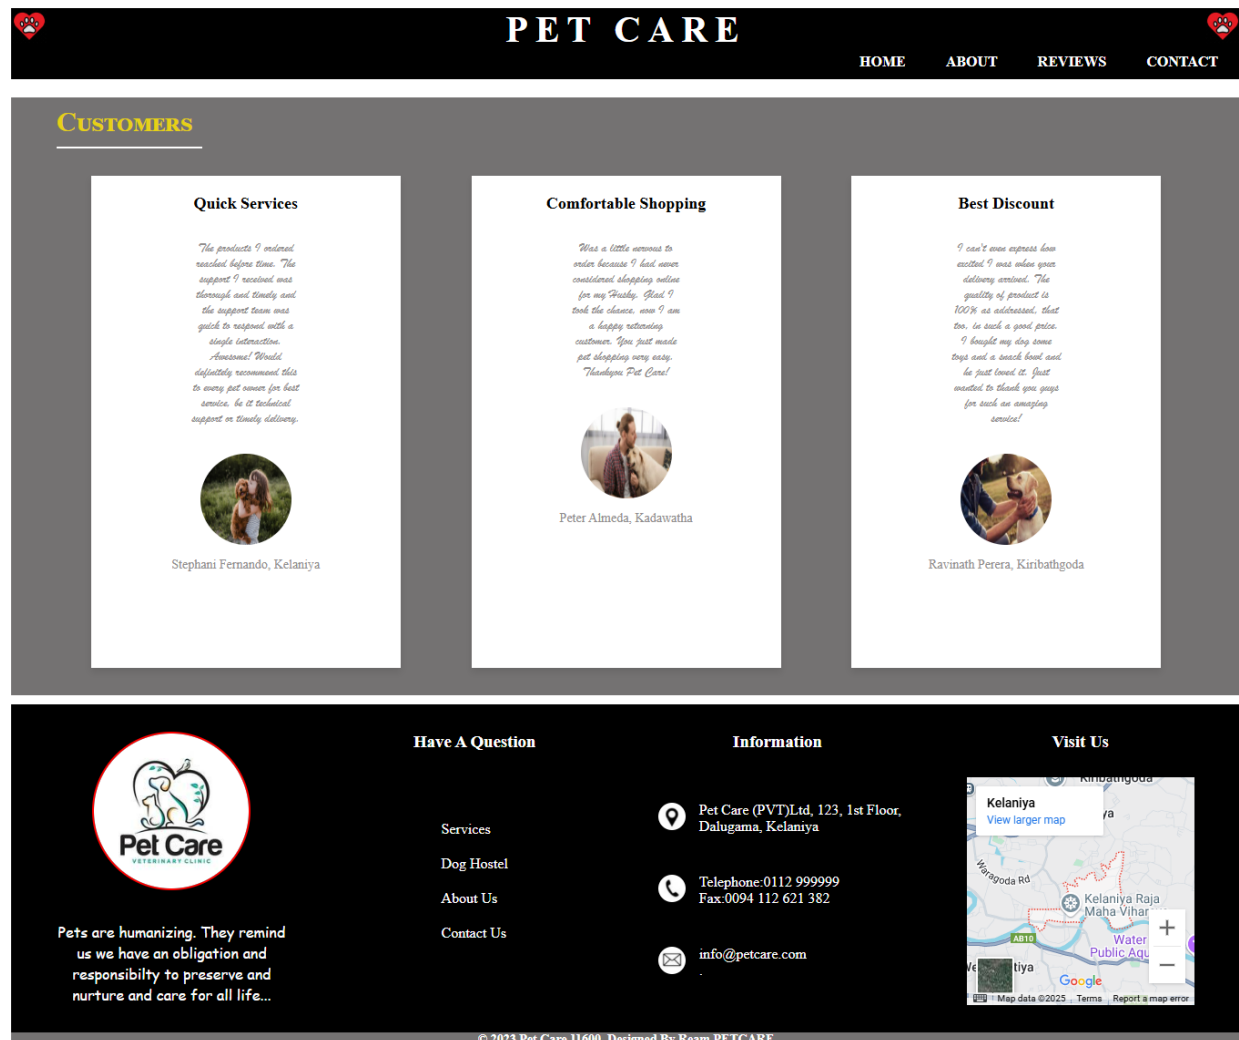 PET CARE
HOME ABOUT REVIEWS CONTACT
CUSTOMERS
Quick Services
The products I ordered
reached before time. The
support I received was
thorough and timely and
the support team was
quick to respond with a
single interaction.
Awesome! Would
definitely recommend this
to every pet owner for best
service, be it technical
support or timely delivery.
Stephani Fernando, Kelaniya
Comfortable Shopping
Was a little nervous to
order because I had never
considered shopping online
for my Husky. Glad I
took the chance, now I am
a happy returning
customer. You just made
pet shopping very easy.
Thankyou Pet Care!
Peter Almeda, Kadawatha
Best Discount
I can't even express how
excited I was when your
delivery arrived. The
quality of product is
100% as addressed, that
too, in such a good price.
I bought my dog some
toys and a snack bowl and
he just loved it. Just
wanted to thank you guys
for such an amazing
service!
Ravinath Perera, Kiribathgoda
Pet Care
VETERINARY CLINIC
Pets are humanizing. They remind
us we have an obligation and
responsibilty to preserve and
nurture and care for all life...
Have A Question
Services
Dog Hostel
About Us
Contact Us
Information
Pet Care (PVT)Ltd, 123, 1st Floor,
Dalugama, Kelaniya
Telephone:0112 999999
Fax:0094 112 621 382
info@petcare.com
.
Visit Us
Kiribathgoda
Kelaniya
View larger map
ya
Waragoda Rd
Kelaniya Raja
Maha Vihar
AB10
Water
Public Aqu
tiya
Google
Map data ©2025 Terms Report a map error
© 2023 Pet Care 11600. Designed By Ream PETCARE